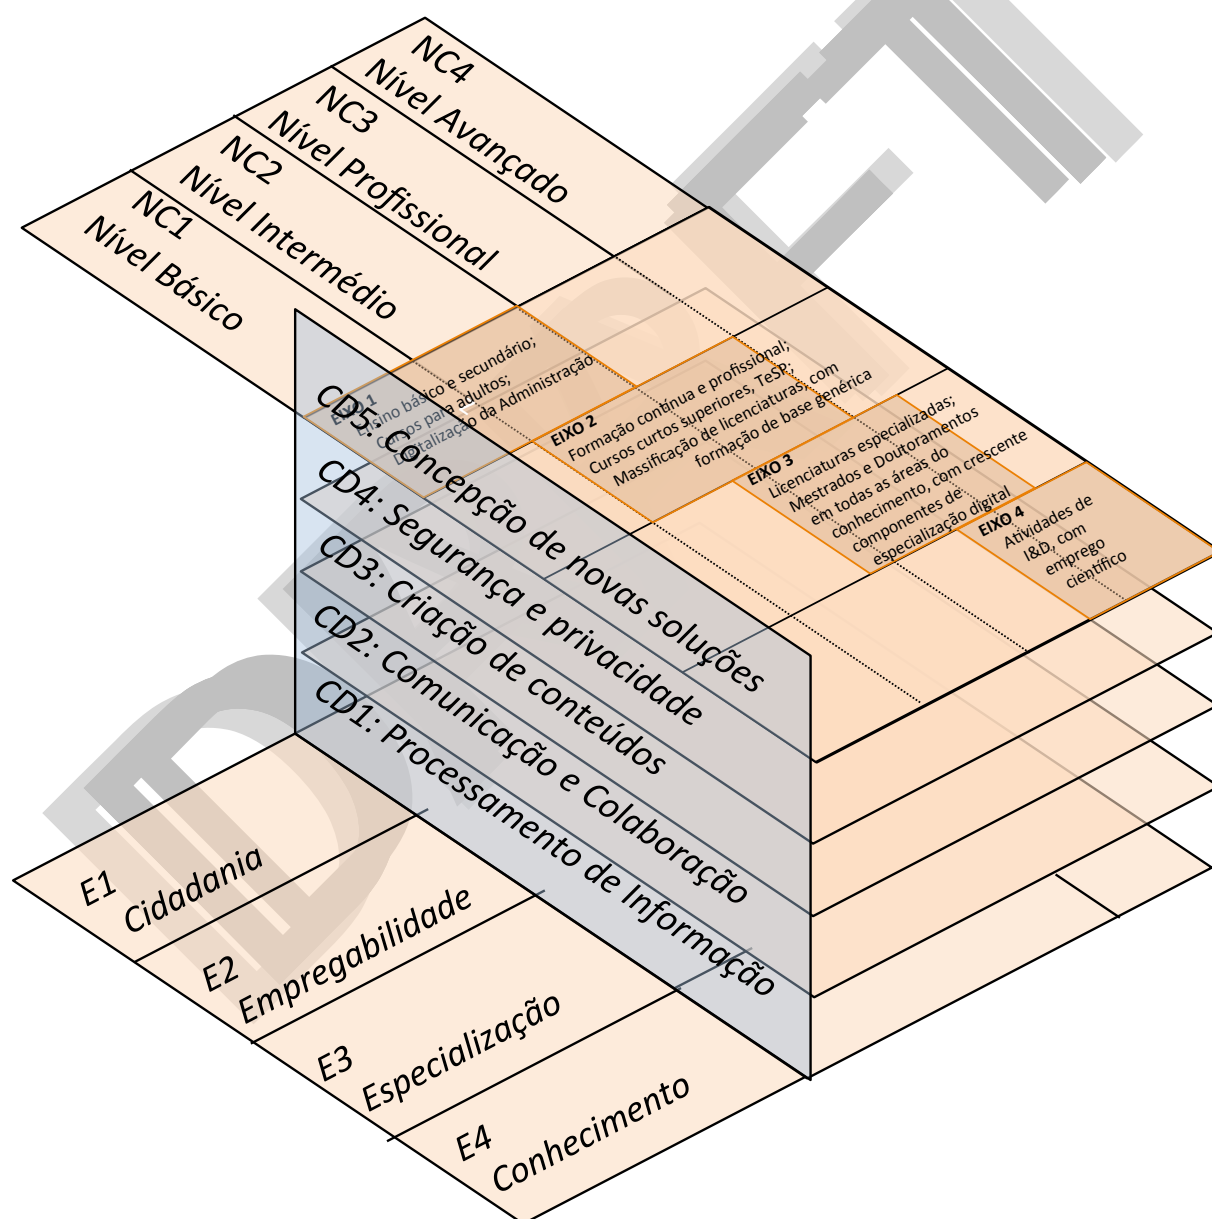 NC4
Nível Avançado
NC3
Nível Profissional
NC2
Nível Intermédio
NC1
Nível Básico
EIXO 1
Ensino básico e secundário;
Cursos para adultos;
Digitalização da Administração
EIXO 2
Formação contínua e profissional;
Cursos curtos superiores, TeSP;
Massificação de licenciaturas, com
formação de base genérica
EIXO 3
Licenciaturas especializadas;
Mestrados e Doutoramentos
em todas as áreas do
conhecimento, com crescente
componentes de
especialização digital
EIXO 4
Atividades de
I&D, com
emprego
científico
CD5: Concepção de novas soluções
CD4: Segurança e privacidade
CD3: Criação de conteúdos
CD2: Comunicação e Colaboração
CD1: Processamento de Informação
E1
Cidadania
E2
Empregabilidade
E3
Especialização
E4
Conhecimento